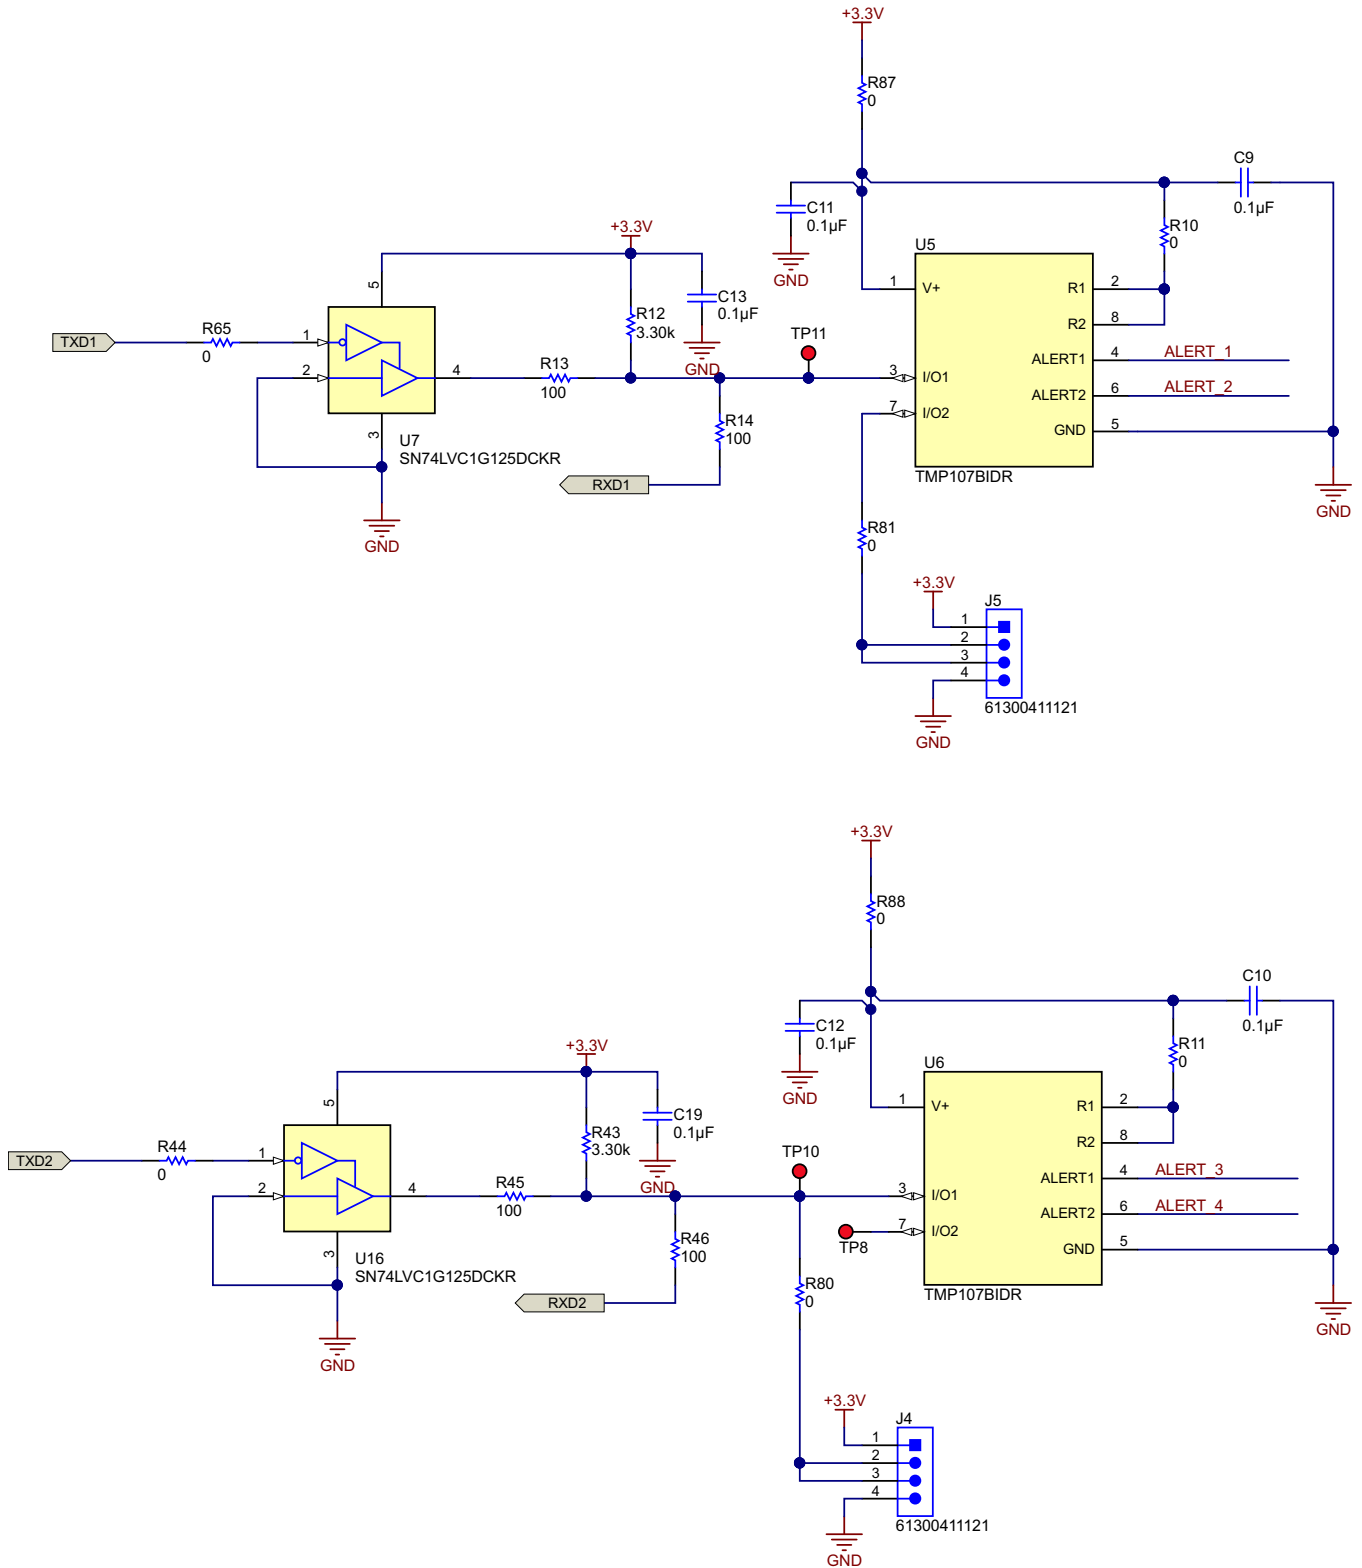 +3.3V
R87
0
C9
0.1µF
C11
0.1µF
GND
R10
0
+3.3V
U5
1
V+
R1
2
R2
8
5
C13
0.1µF
GND
R12
3.30k
TP11
TXD1
R65
0
1
2
4
R13
100
3
I/O1
7
I/O2
ALERT1
4
ALERT_1
ALERT2
6
ALERT_2
GND
5
R14
100
3
U7
SN74LVC1G125DCKR
RXD1
TMP107BIDR
GND
GND
R81
0
+3.3V
J5
1
2
3
4
61300411121
GND
+3.3V
R88
0
C10
0.1µF
C12
0.1µF
GND
R11
0
+3.3V
U6
1
V+
R1
2
R2
8
5
C19
0.1µF
GND
R43
3.30k
TP10
TXD2
R44
0
1
2
4
R45
100
3
I/O1
7
I/O2
TP8
ALERT1
4
ALERT_3
ALERT2
6
ALERT_4
GND
5
R46
100
3
U16
SN74LVC1G125DCKR
RXD2
R80
0
TMP107BIDR
GND
GND
+3.3V
J4
1
2
3
4
61300411121
GND